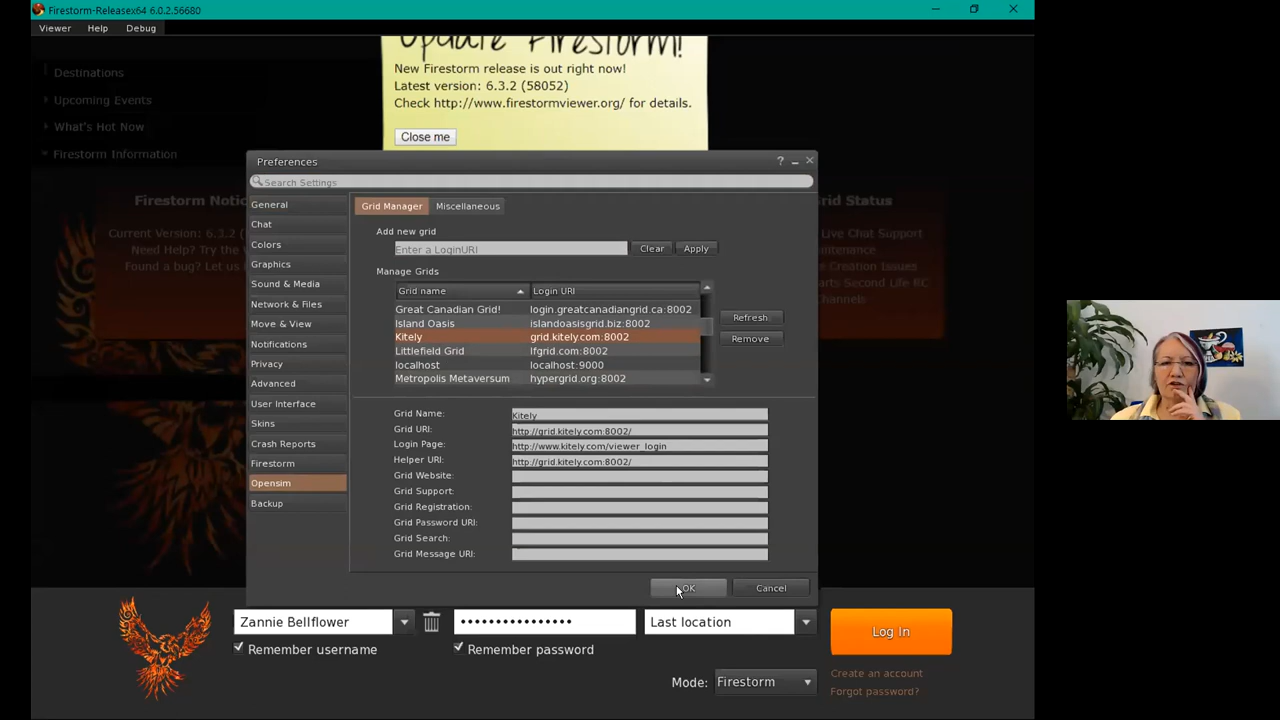 Firestorm-Releasex64 6.0.2.56680
Viewer Help Debug
Update Firestorm!
New Firestorm release is out right now!
Latest version: 6.3.2 (58052)
Check http://www.firestormviewer.org/ for details.
Close me
Destinations
Upcoming Events
What's Hot Now
Firestorm Information
Firestorm Notic
Current Version: 6.3.2 (
Need Help? Try
Found a bug? Let us
Grid Status
Live Chat Support
Creation Issues
arts Second Life RC
Channels
Preferences
Search Settings
General
Chat
Colors
Graphics
Sound & Media
Network & Files
Move & View
Notifications
Privacy
Advanced
User Interface
Skins
Crash Reports
Firestorm
Opensim
Backup
Grid Manager Miscellaneous
Add new grid
Enter a LoginURI Clear Apply
Manage Grids
Grid name Login URI
Great Canadian Grid! login.greatcanadiangrid.ca:8002
Island Oasis islandoasisgrid.biz:8002
Kitely grid.kitely.com:8002
Littlefield Grid lfgrid.com:8002
localhost localhost:9000
Metropolis Metaversum hypergrid.org:8002
Refresh
Remove
Grid Name: Kitely
Grid URI: http://grid.kitely.com:8002/
Login Page: http://www.kitely.com/viewer_login
Helper URI: http://grid.kitely.com:8002/
Grid Website:
Grid Support:
Grid Registration:
Grid Password URI:
Grid Search:
Grid Message URI:
OK Cancel
Zannie Bellflower Last location Log In
Remember username Remember password
Mode: Firestorm
Create an account
Forgot password?